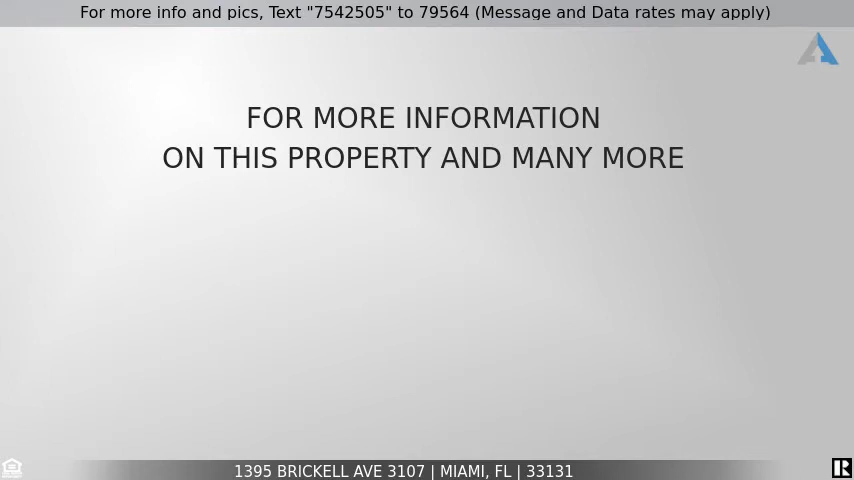 For more info and pics, Text "7542505" to 79564 (Message and Data rates may apply)
FOR MORE INFORMATION
ON THIS PROPERTY AND MANY MORE
1395 BRICKELL AVE 3107 | MIAMI, FL | 33131